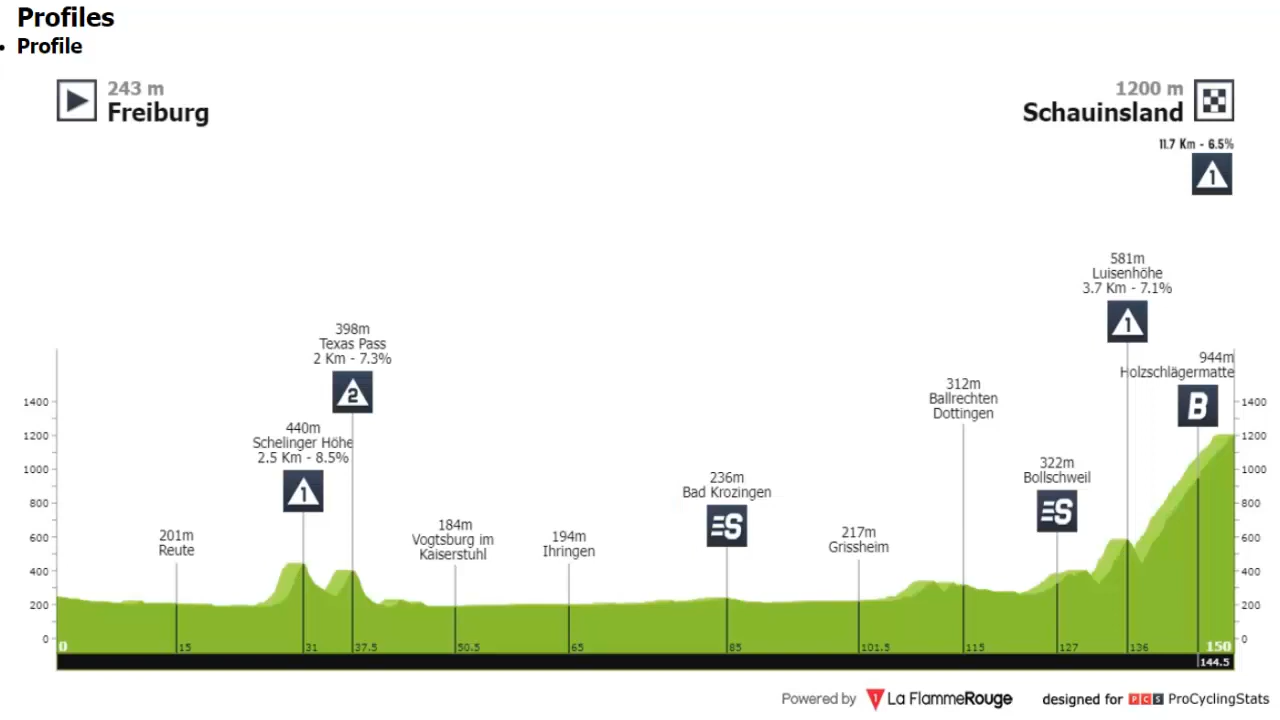 Profiles
Profile
243 m
Freiburg
1200 m
Schauinsland
11.7 Km - 6.5%
1
581m
Luisenhöhe
3.7 Km - 7.1%
1
398m
Texas Pass
2 Km - 7.3%
2
944m
Holzschlägermatte
B
312m
Ballrechten
Dottingen
440m
Schelinger Höhe
2.5 Km - 8.5%
1
322m
Bollschweil
S
236m
Bad Krozingen
S
201m
Reute
184m
Vogtsburg im
Kaiserstuhl
194m
Ihringen
217m
Grissheim
1400 1400
1200 1200
1000 1000
800 800
600 600
400 400
200 200
0 0
0 15 31 37.5 50.5 65 85 101.5 115 127 136 150
144.5
Powered by 1 La FlammeRouge designed for PCS ProCyclingStats